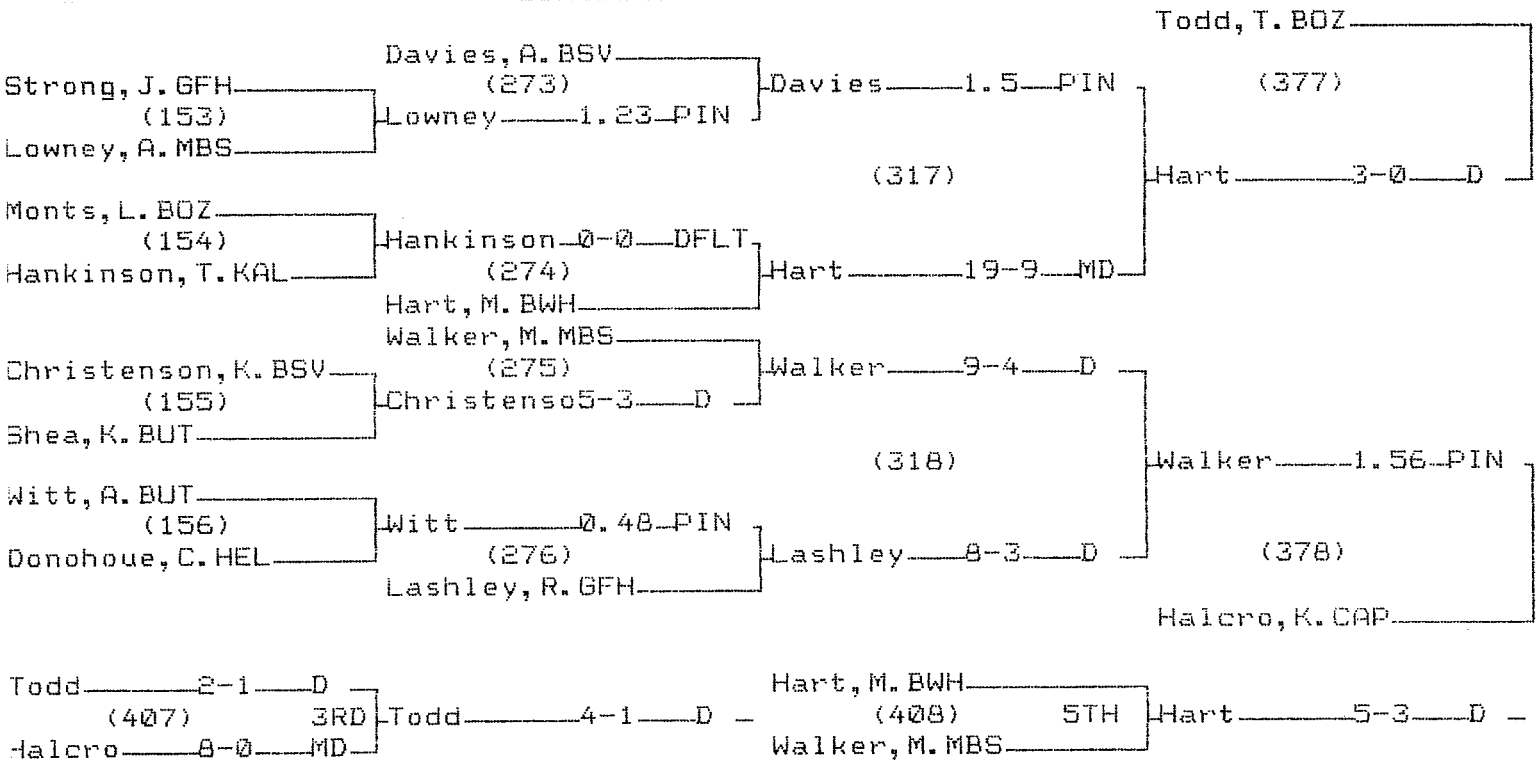 Todd, T. BOZ
Davies, A. BSV
Strong, J. GFH (273) Davies 1.5 PIN (377)
(153) Lowney 1.23 PIN
Lowney, A. MBS
(317) Hart 3-0 D
Monts, L. BOZ
(154) Hankinson 0-0 DFLT
Hankinson, T. KAL (274) Hart 19-9 MD
Hart, M. BWH
Walker, M. MBS
Christenson, K. BSV (275) Walker 9-4 D
(155) Christenso5-3 D
Shea, K. BUT
(318) Walker 1.56 PIN
Witt, A. BUT
(156) Witt 0.48 PIN
Donohoue, C. HEL (276) Lashley 8-3 D (378)
Lashley, R. GFH
Halcro, K. CAP
Todd 2-1 D Hart, M. BWH
(407) 3RD Todd 4-1 D (408) 5TH Hart 5-3 D
Halcro 8-0 MD Walker, M. MBS